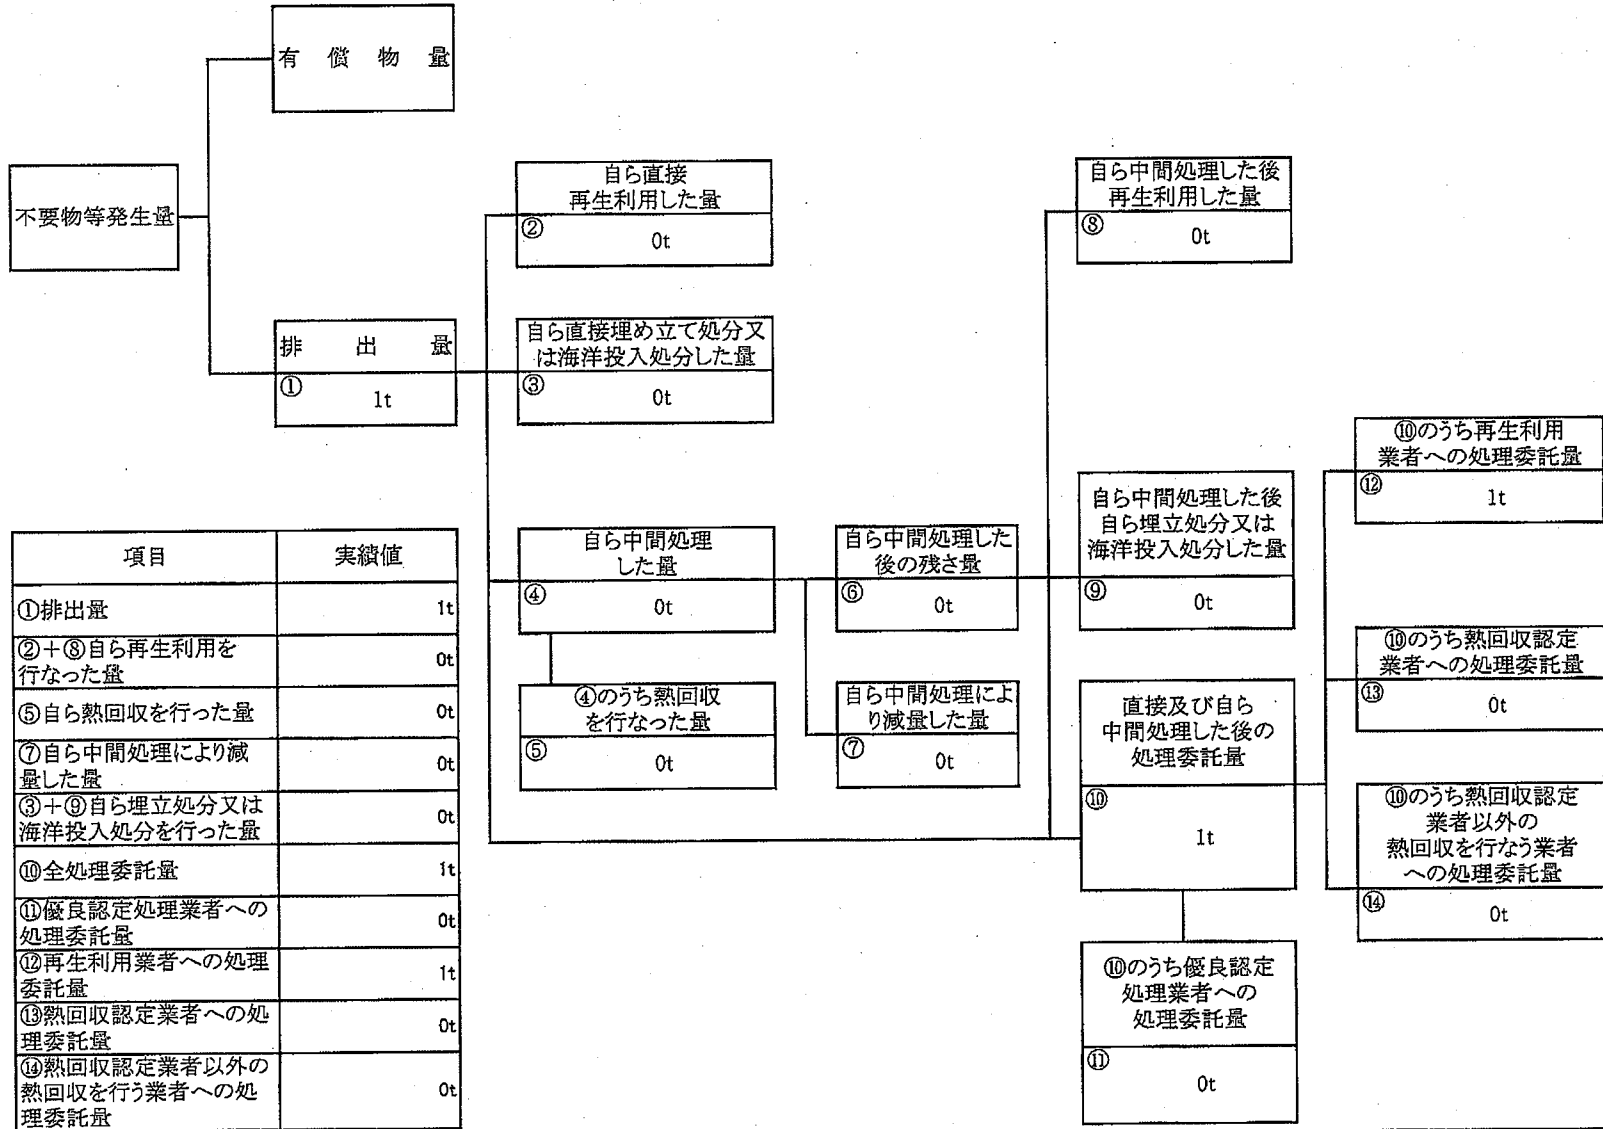 有償物量
不要物等発生量
排出量
①
1t
自ら直接
再生利用した量
②
0t
自ら直接埋め立て処分又
は海洋投入処分した量
③
0t
自ら中間処理
した量
④
0t
④のうち熱回収
を行なった量
⑤
0t
自ら中間処理した
後の残さ量
⑥
0t
自ら中間処理によ
り減量した量
⑦
0t
自ら中間処理した後
再生利用した量
⑧
0t
自ら中間処理した後
自ら埋立処分又は
海洋投入処分した量
⑨
0t
直接及び自ら
中間処理した後の
処理委託量
⑩
1t
⑩のうち優良認定
処理業者への
処理委託量
⑪
0t
⑩のうち再生利用
業者への処理委託量
⑫
1t
⑩のうち熱回収認定
業者への処理委託量
⑬
0t
⑩のうち熱回収認定
業者以外の
熱回収を行なう業者
への処理委託量
⑭
0t
項目 実績値
①排出量 1t
②+⑧自ら再生利用を
行なった量 0t
⑤自ら熱回収を行った量 0t
⑦自ら中間処理により減
量した量 0t
③+⑨自ら埋立処分又は
海洋投入処分を行った量 0t
⑩全処理委託量 1t
⑪優良認定処理業者への
処理委託量 0t
⑫再生利用業者への処理
委託量 1t
⑬熱回収認定業者への処
理委託量 0t
⑭熱回収認定業者以外の
熱回収を行う業者への処
理委託量 0t